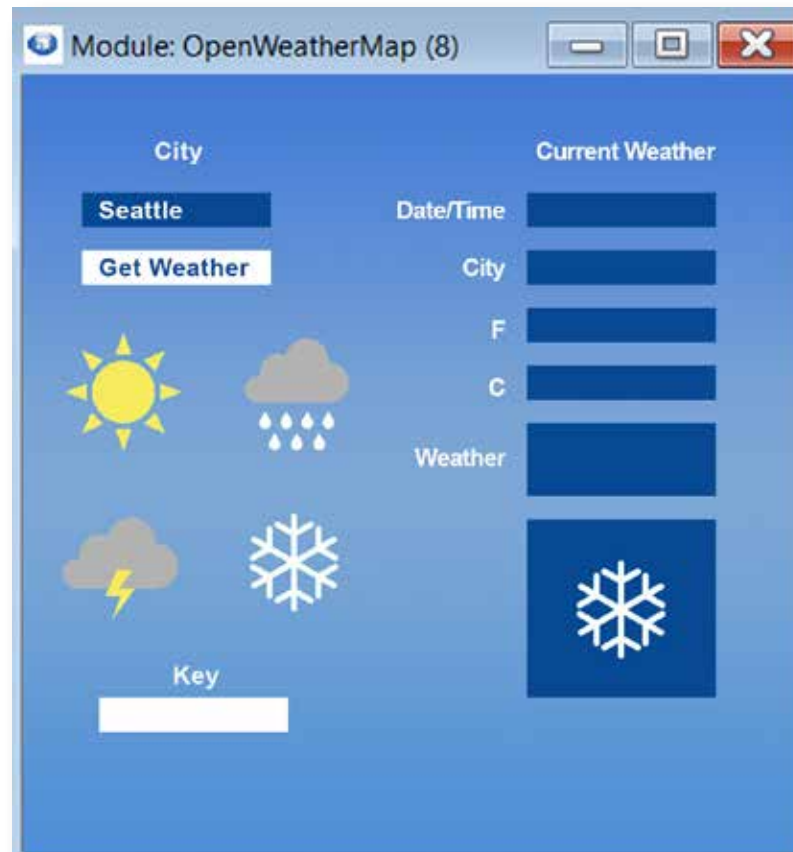 Module: OpenWeatherMap (8)
City
Seattle
Get Weather
Key
Current Weather
Date/Time
City
F
C
Weather